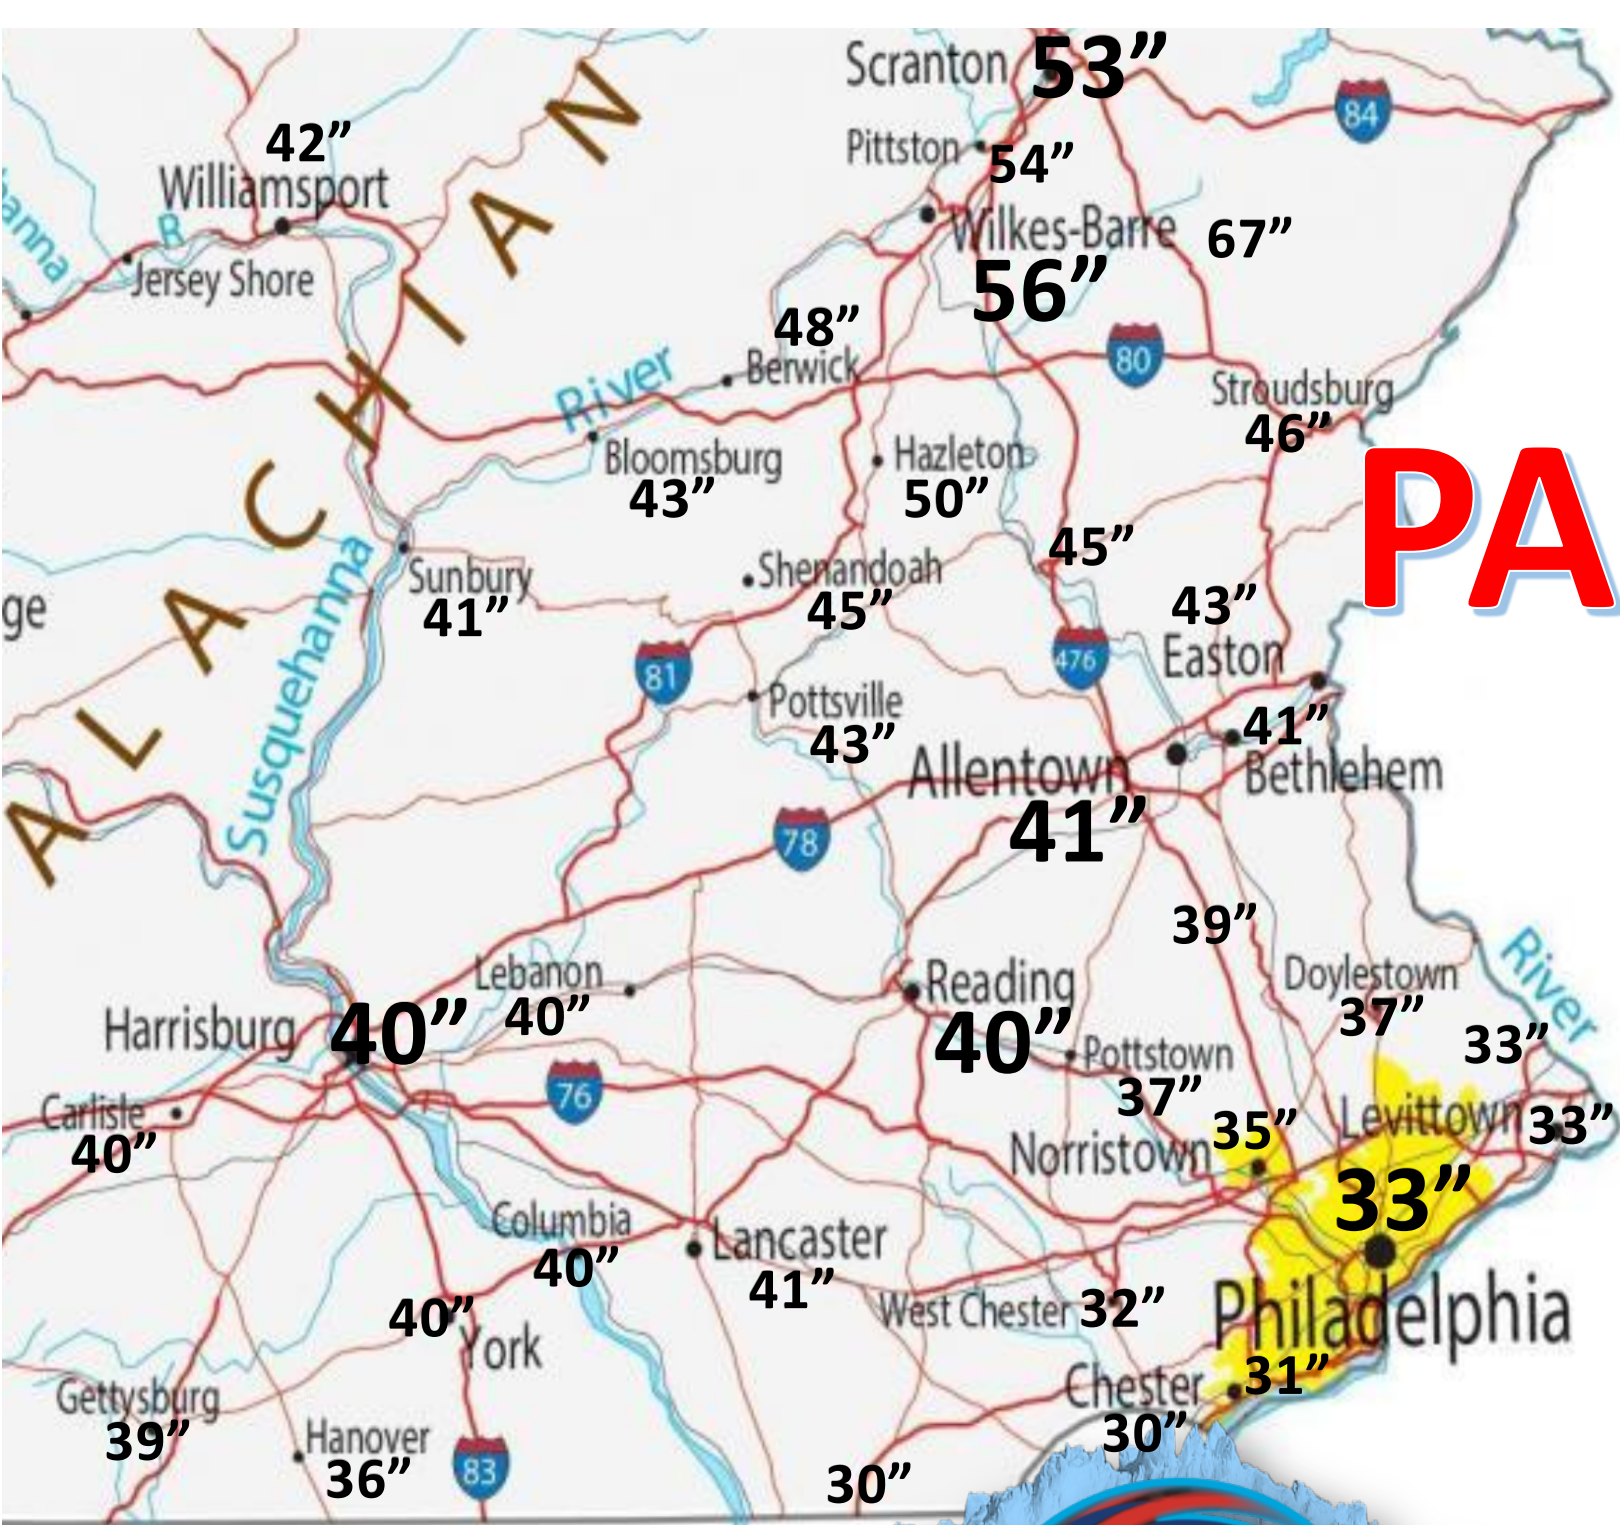 Scranton 53”
84
Pittston
54”
42”
Williamsport
Wilkes-Barre
67”
56”
anna
R
Jersey Shore
48”
Berwick
80
River
Stroudsburg
46”
Bloomsburg
43”
Hazleton
50”
PA
45”
Sunbury
41”
Shenandoah
45”
43”
ge
Susquehanna
81
476
Easton
Pottsville
43”
41”
Allentown
Bethlehem
41”
78
A L A C H I A N
39”
River
Lebanon
40”
Reading
40”
Doylestown
37”
33”
Harrisburg 40”
Pottstown
37”
76
Carlisle
40”
Levittown 33”
35”
Norristown
33”
Columbia
40”
Lancaster
41”
West Chester 32”
Philadelphia
40”
York
Chester 31”
30”
Gettysburg
39”
Hanover
36”
83
30”